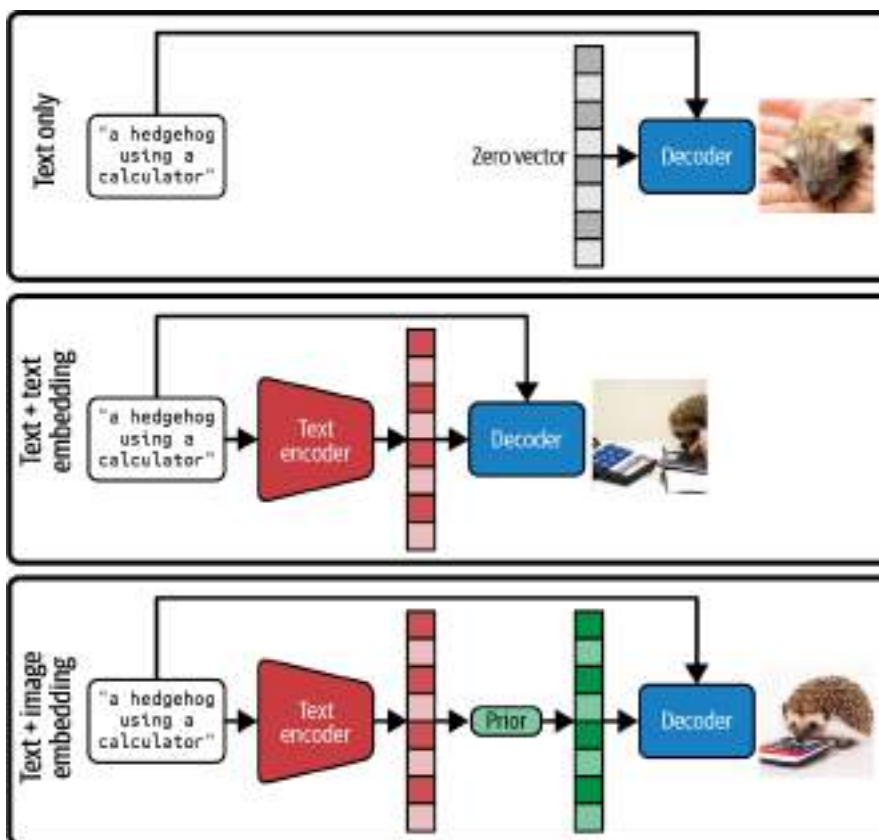 Text only
"a hedgehog
using a
calculator"
Zero vector
Decoder
Text + text
embedding
"a hedgehog
using a
calculator"
Text
encoder
Decoder
Text + image
embedding
"a hedgehog
using a
calculator"
Text
encoder
Prior
Decoder